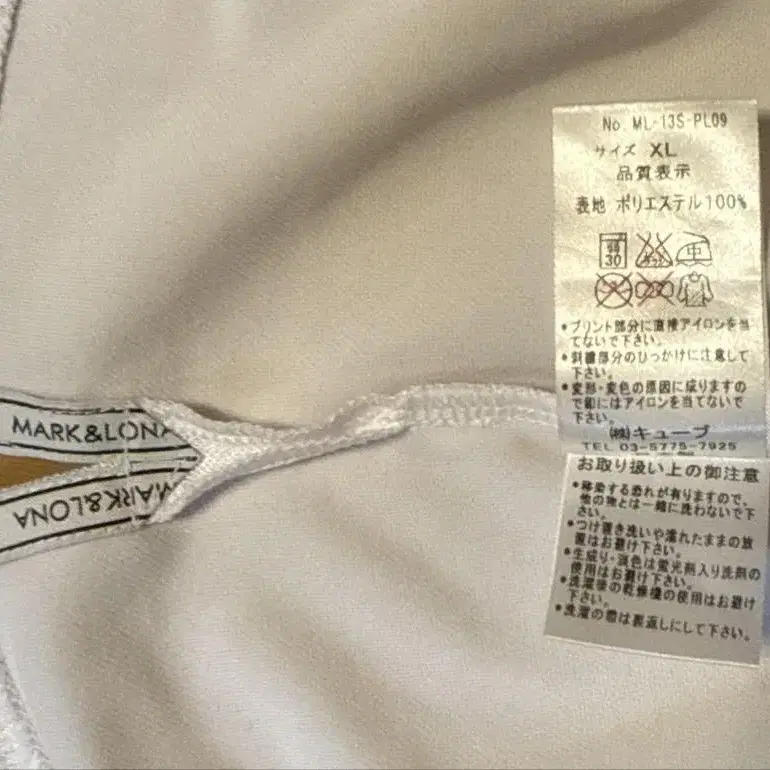 No. ML-13S-PL09
サイズ XL
品質表示
表地 ポリエステル100%
弱
30
中
•プリント部分に直接アイロンを当
てないで下さい。
•刺繍部分のひっかけに注意して
下さい。
•変形・変色の原因に成りますの
で釦にはアイロンを当てないで
下さい。
㈱キューブ
TEL 03-5775-7925
お取り扱い上の御注意
•移染する恐れが有りますので、
他の物とは一緒に洗わないで下
さい。
•つけ置き洗いや濡れたままの放
置はお避け下さい。
•生成り・淡色は蛍光剤入り洗剤の
使用はお避け下さい。
•洗濯後の乾燥機の使用はお避け
下さい。
•洗濯の際は裏返しにして下さい。
MARK&LONA
MARK&LONA